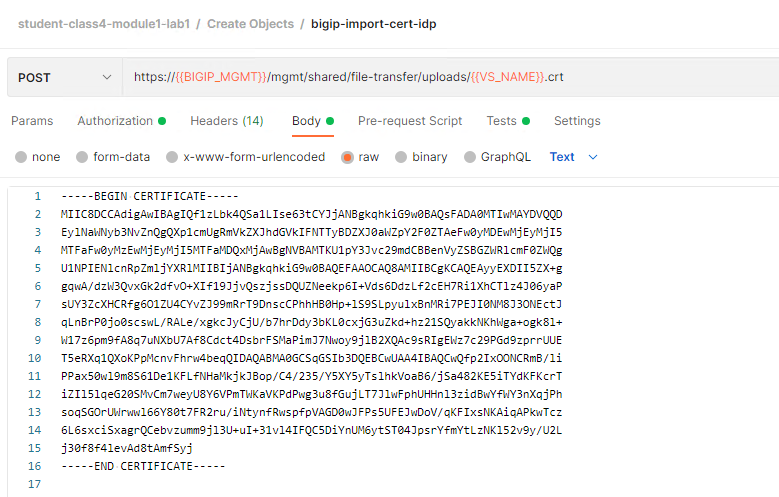 student-class4-module1-lab1 / Create Objects / bigip-import-cert-idp
POST https://{{BIGIP_MGMT}}/mgmt/shared/file-transfer/uploads/{{VS_NAME}}.crt
Params Authorization Headers (14) Body Pre-request Script Tests Settings
none form-data x-www-form-urlencoded raw binary GraphQL Text
1 -----BEGIN CERTIFICATE-----
2 MIIC8DCCAdigAwIBAgIQf1zLbk4QSa1LIse63tCYJjANBgkqhkiG9w0BAQsFADA0MTIwMAYDVQQD
3 EylNaWNyb3NvZnQgQXp1cmUgRmVkZXJhdGVkIFNTTyBDZXJ0aWZpY2F0ZTAeFw0yMDEwMjEyMjI5
4 MTFaFw0yMzEwMjEyMjI5MTFaMDQxMjAwBgNVBAMTKU1pY3Jvc29mdCBBenVyZSBGZWRlcmF0ZWQg
5 U1NPIENlcnRpZmljYXRlMIIBIjANBgkqhkiG9w0BAQEFAAOCAQ8AMIIBCgKCAQEAyyEXDII5ZX+g
6 gqwA/dzW3QvxGk2dfvO+XIf19JjvQszjssDQUZNeekp6I+Vds6DdzLf2cEH7Ri1XhCTlz4J06yaP
7 sUY3ZcXHCRfg6O1ZU4CYvZJ99mRrT9DnscCPhhHB0Hp+lS9SLpyulxBnMRi7PEJI0NM8J3ONEctJ
8 qLnBrP0jo0scswL/RALe/xgkcJyCjU/b7hrDdy3bKL0cxjG3uZkd+hz21SQyakkNKhWga+ogk8l+
9 W17z6pm9fA8q7uNXbU7Af8Cdct4DsbrFSMaPimJ7Nwoy9jlB2XQAc9sRIgEWz7c29PGd9zprrUUE
10 T5eRXq1QXoKPpMcnvFhrw4beqQIDAQABMA0GCSqGSIb3DQEBCwUAA4IBAQCwQfp2IxOONCRmB/li
11 PPax50wl9m8S61De1KFLfNHaMkjkJBop/C4/235/Y5XY5yTslhkVoaB6/jSa482KE5iTYdKFKcrT
12 iZIl5lqeG20SMvCm7weyU8Y6VPmTWKaVKPdPwg3u8fGujLT7JlwFphUHHnl3zidBwYfWY3nXqjPh
13 soqSGOrUWrwwl66Y80t7FR2ru/iNtynfRwspfpVAGD0wJFPs5UFEJwDoV/qKFIxsNKAiqAPkwTcz
14 6L6sxciSxagrQCebvzumm9jl3U+uI+31vl4IFQC5DiYnUM6ytST04JpsrYfmYtLzNKl52v9y/U2L
15 j30f8f4levAd8tAmfSyj
16 -----END CERTIFICATE-----
17